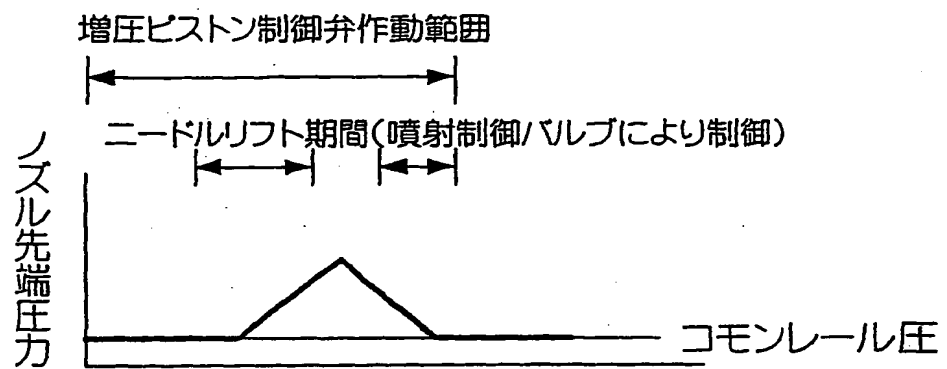 増圧ピストン制御弁作動範囲
ニードルリフト期間(噴射制御バルブにより制御)
ノズル先端圧力
コモンレール圧